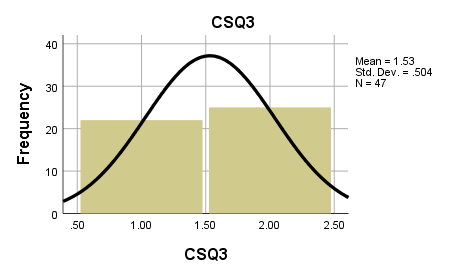 CSQ3
Mean = 1.53
Std. Dev. = .504
N = 47
Frequency
40
30
20
10
0
.50 1.00 1.50 2.00 2.50
CSQ3